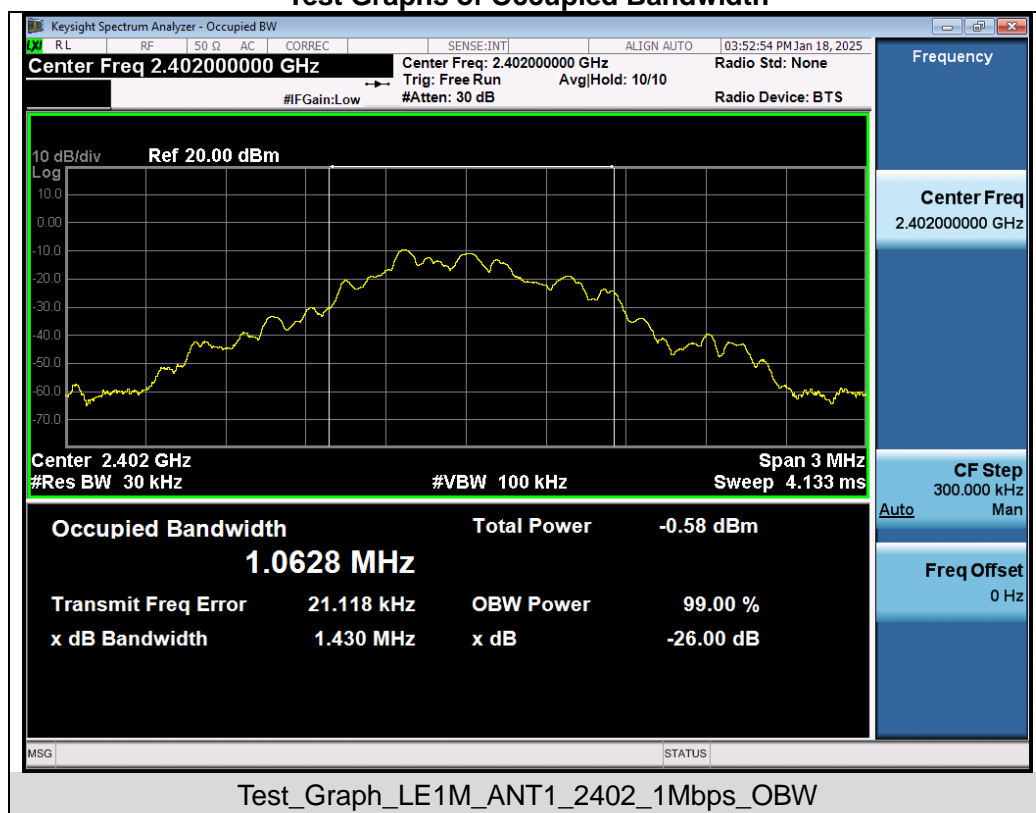 Test Graphs of Occupied Bandwidth
Keysight Spectrum Analyzer - Occupied BW
LXI RL RF 50 Ω AC CORREC SENSE:INT ALIGN AUTO 03:52:54 PM Jan 18, 2025
Center Freq 2.402000000 GHz
Center Freq: 2.402000000 GHz
Radio Std: None
Trig: Free Run Avg|Hold: 10/10
#IFGain:Low #Atten: 30 dB Radio Device: BTS
Frequency
10 dB/div Ref 20.00 dBm
Log
10.0
0.00
-10.0
-20.0
-30.0
-40.0
-50.0
-60.0
-70.0
Center 2.402 GHz Span 3 MHz
#Res BW 30 kHz #VBW 100 kHz Sweep 4.133 ms
Center Freq
2.402000000 GHz
CF Step
300.000 kHz
Auto Man
Freq Offset
0 Hz
Occupied Bandwidth Total Power -0.58 dBm
1.0628 MHz
Transmit Freq Error 21.118 kHz OBW Power 99.00 %
x dB Bandwidth 1.430 MHz x dB -26.00 dB
MSG STATUS
Test_Graph_LE1M_ANT1_2402_1Mbps_OBW